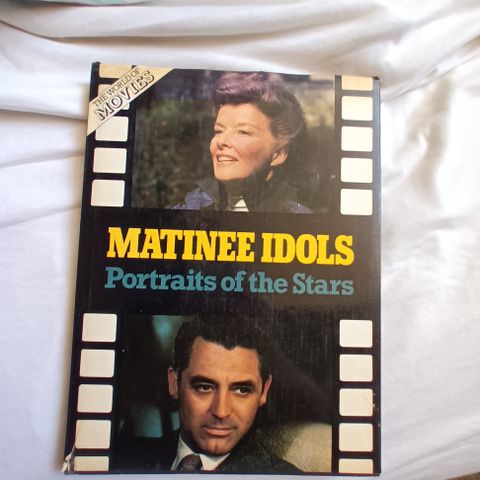 THE WORLD OF
MOVIES
MATINEE IDOLS
Portraits of the Stars